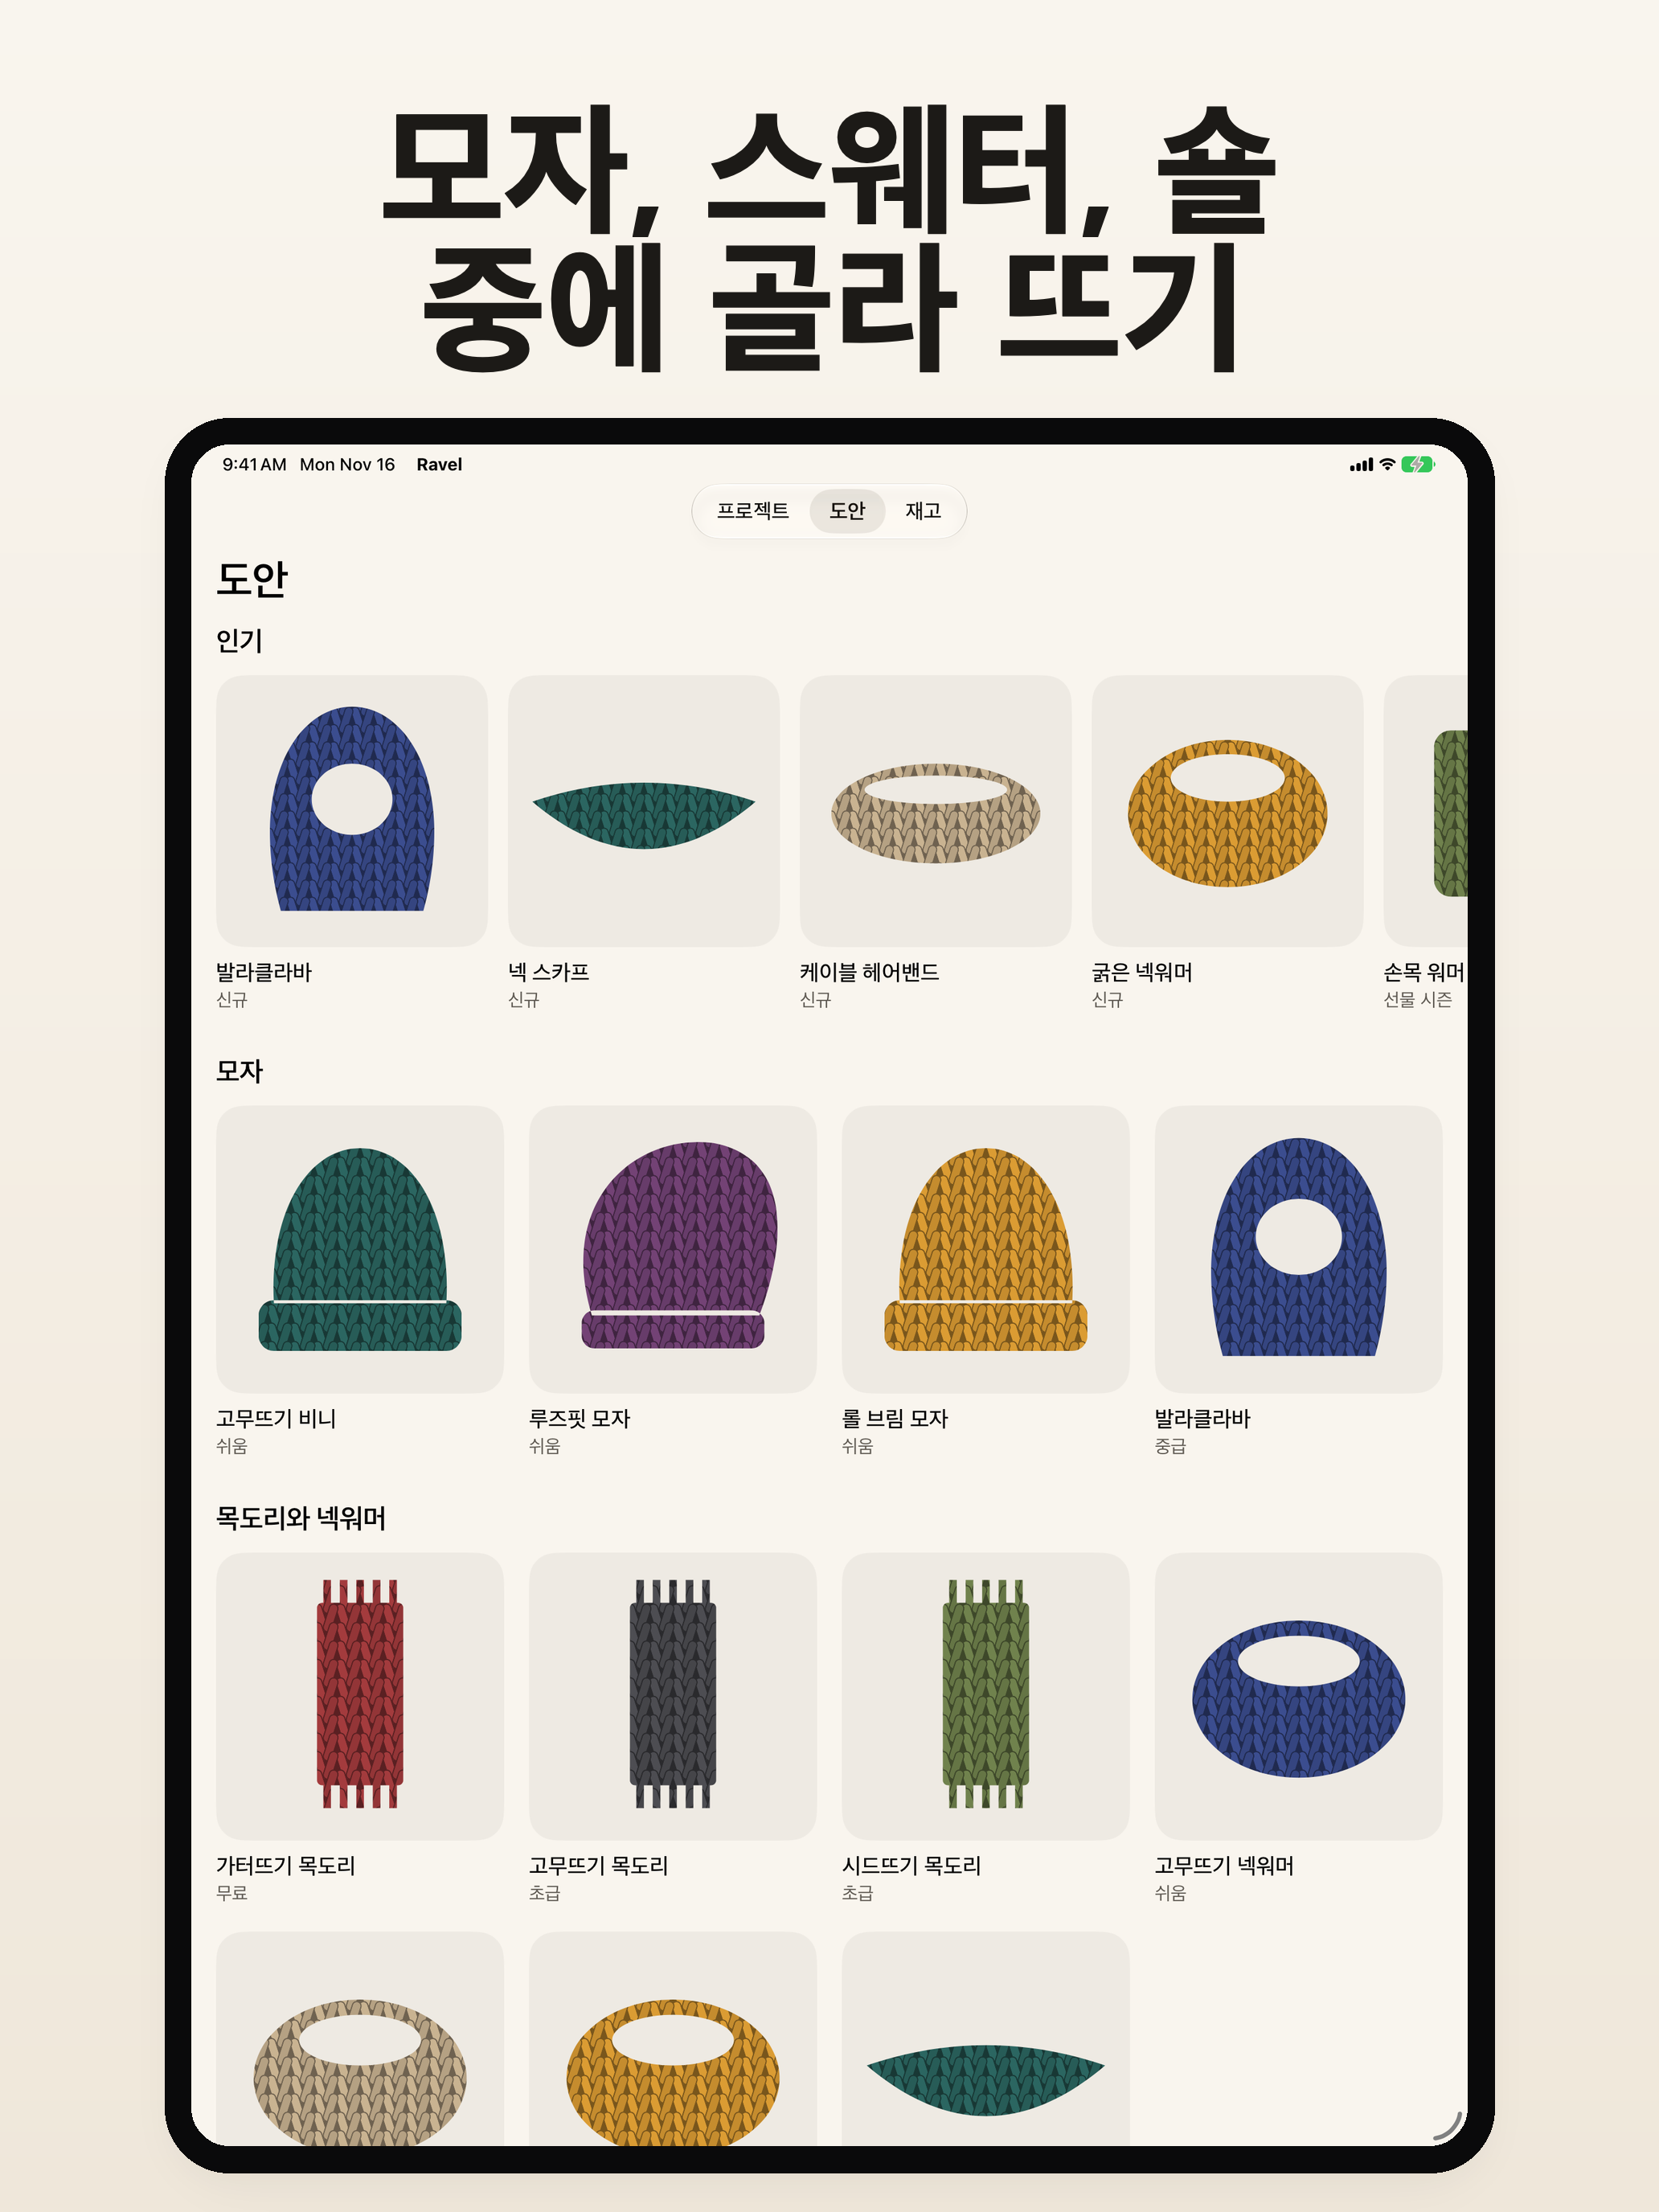 모자, 스웨터, 숄
중에 골라 뜨기
9:41 AM Mon Nov 16 Ravel
프로젝트 도안 재고
도안
인기
발라클라바 넥 스카프 케이블 헤어밴드 굵은 넥워머 손목 워머
신규 신규 신규 신규 선물 시즌
모자
고무뜨기 비니 루즈핏 모자 롤 브림 모자 발라클라바
쉬움 쉬움 쉬움 중급
목도리와 넥워머
가터뜨기 목도리 고무뜨기 목도리 시드뜨기 목도리 고무뜨기 넥워머
무료 초급 초급 쉬움